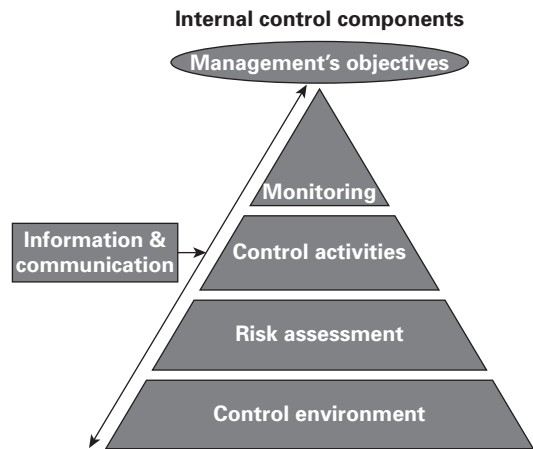 Internal control components
Management's objectives
Monitoring
Information &
communication
Control activities
Risk assessment
Control environment